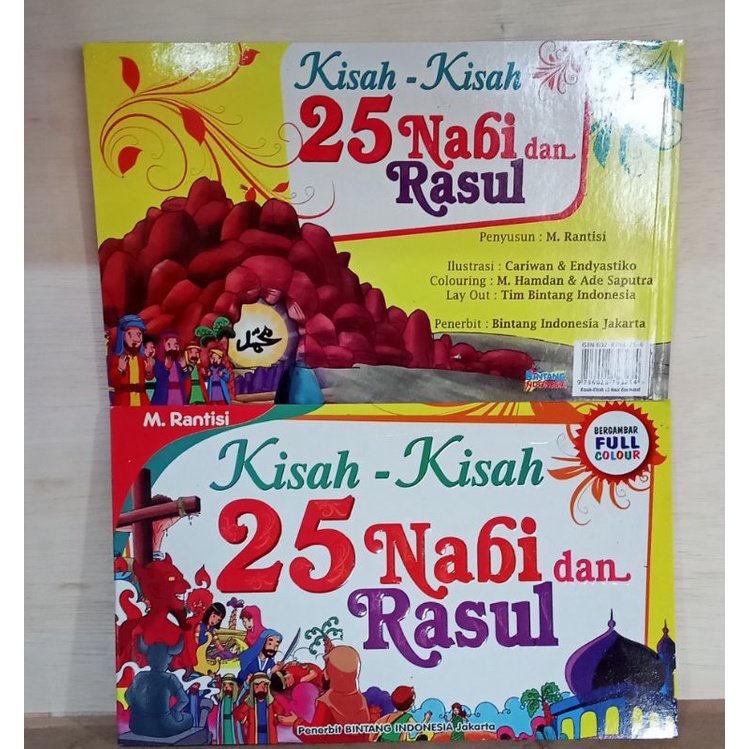 Kisah - Kisah
25 Nabi dan
Rasul
Penyusun : M. Rantisi
Ilustrasi : Cariwan & Endyastiko
Colouring : M. Hamdan & Ade Saputra
Lay Out : Tim Bintang Indonesia
Penerbit : Bintang Indonesia Jakarta
محمد
BINTANG
INDONESIA
M. Rantisi
BERGAMBAR
FULL
COLOUR
Kisah - Kisah
25 Nabi dan
Rasul
Penerbit BINTANG INDONESIA Jakarta